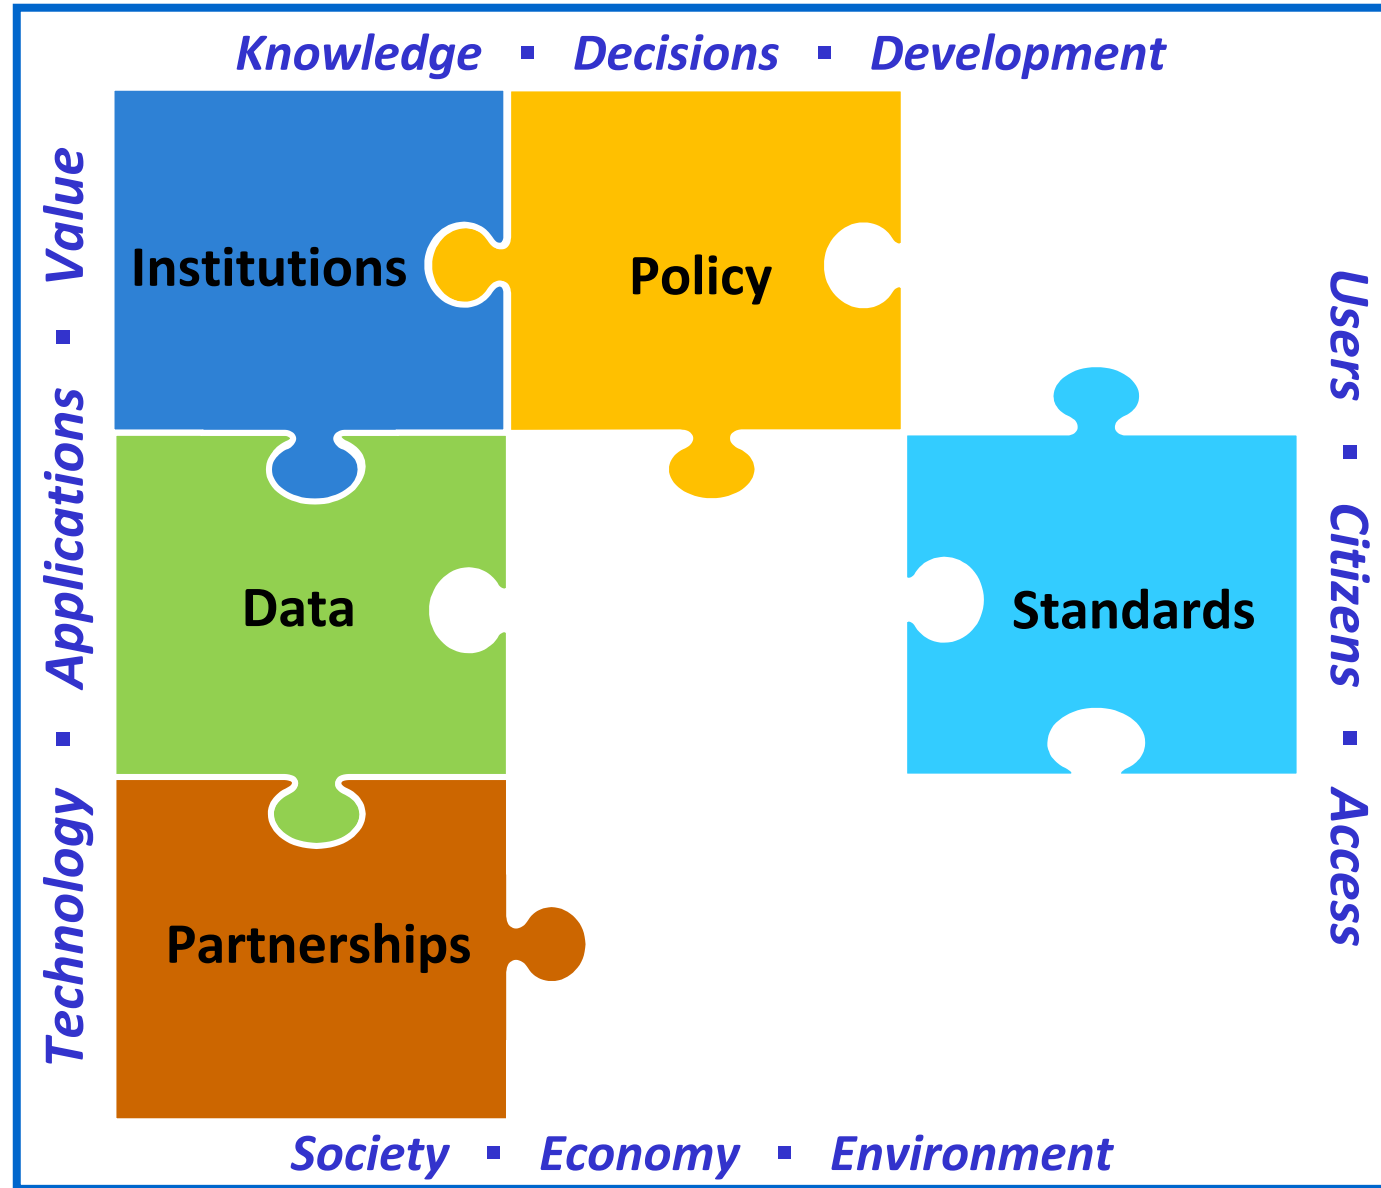 Knowledge ▪ Decisions ▪ Development
Technology ▪ Applications ▪ Value
Institutions
Policy
Data
Standards
Partnerships
Users ▪ Citizens ▪ Access
Society ▪ Economy ▪ Environment